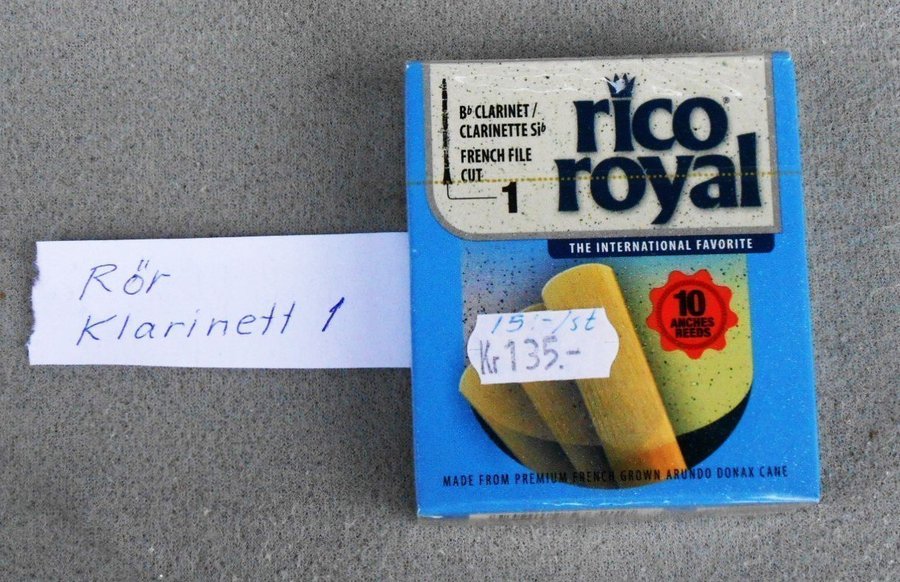 Rör
Klarinett 1
B♭ CLARINET /
CLARINETTE Si♭
FRENCH FILE
CUT
1
rico®
royal
THE INTERNATIONAL FAVORITE
10
ANCHES
REEDS
15:-/st
Kr 135.-
MADE FROM PREMIUM FRENCH GROWN ARUNDO DONAX CANE